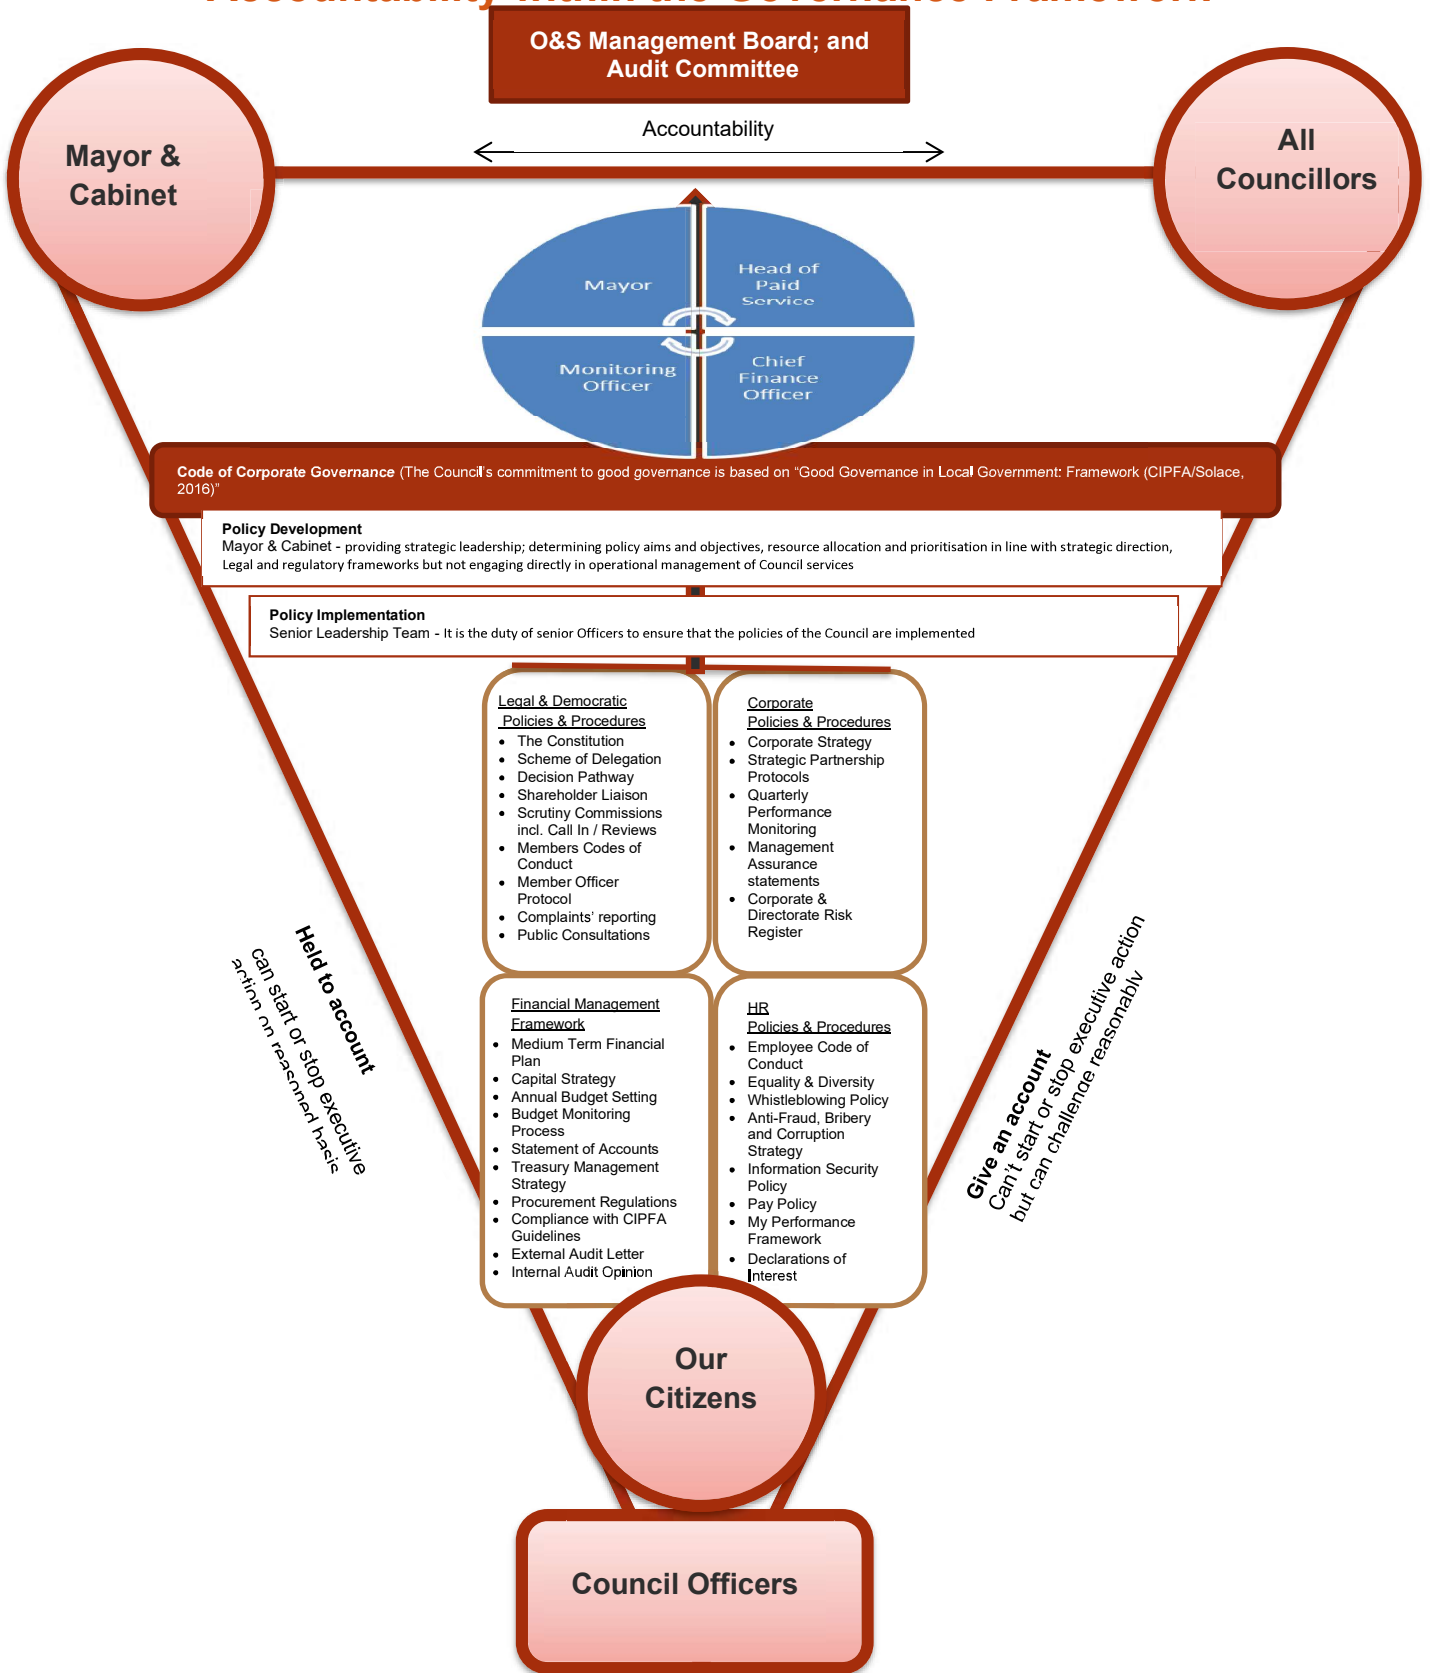 Accountability within the Governance Framework
O&S Management Board; and
Audit Committee
Accountability
Mayor &
Cabinet
All
Councillors
Mayor
Head of
Paid
Service
Monitoring
Officer
Chief
Finance
Officer
Code of Corporate Governance (The Council's commitment to good governance is based on "Good Governance in Local Government: Framework (CIPFA/Solace,
2016)"
Policy Development
Mayor & Cabinet - providing strategic leadership; determining policy aims and objectives, resource allocation and prioritisation in line with strategic direction,
Legal and regulatory frameworks but not engaging directly in operational management of Council services
Policy Implementation
Senior Leadership Team - It is the duty of senior Officers to ensure that the policies of the Council are implemented
Legal & Democratic
Policies & Procedures
• The Constitution
• Scheme of Delegation
• Decision Pathway
• Shareholder Liaison
• Scrutiny Commissions
incl. Call In / Reviews
• Members Codes of
Conduct
• Member Officer
Protocol
• Complaints' reporting
• Public Consultations
Corporate
Policies & Procedures
• Corporate Strategy
• Strategic Partnership
Protocols
• Quarterly
Performance
Monitoring
• Management
Assurance
statements
• Corporate &
Directorate Risk
Register
Held to account
can start or stop executive
action on reasoned basis
Give an account
Can't start or stop executive action
but can challenge reasonably
Financial Management
Framework
• Medium Term Financial
Plan
• Capital Strategy
• Annual Budget Setting
• Budget Monitoring
Process
• Statement of Accounts
• Treasury Management
Strategy
• Procurement Regulations
• Compliance with CIPFA
Guidelines
• External Audit Letter
• Internal Audit Opinion
HR
Policies & Procedures
• Employee Code of
Conduct
• Equality & Diversity
• Whistleblowing Policy
• Anti-Fraud, Bribery
and Corruption
Strategy
• Information Security
Policy
• Pay Policy
• My Performance
Framework
• Declarations of
Interest
Our
Citizens
Council Officers